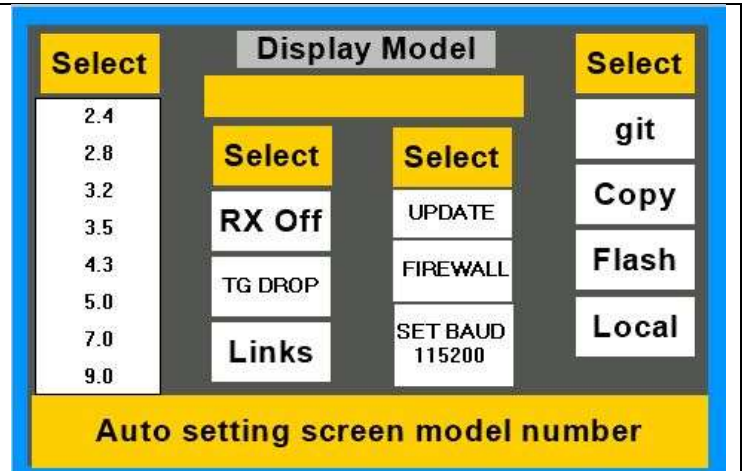 Display Model
Select
2.4
2.8
3.2
3.5
4.3
5.0
7.0
9.0
Select
RX Off
TG DROP
Links
Select
UPDATE
FIREWALL
SET BAUD
115200
Select
git
Copy
Flash
Local
Auto setting screen model number